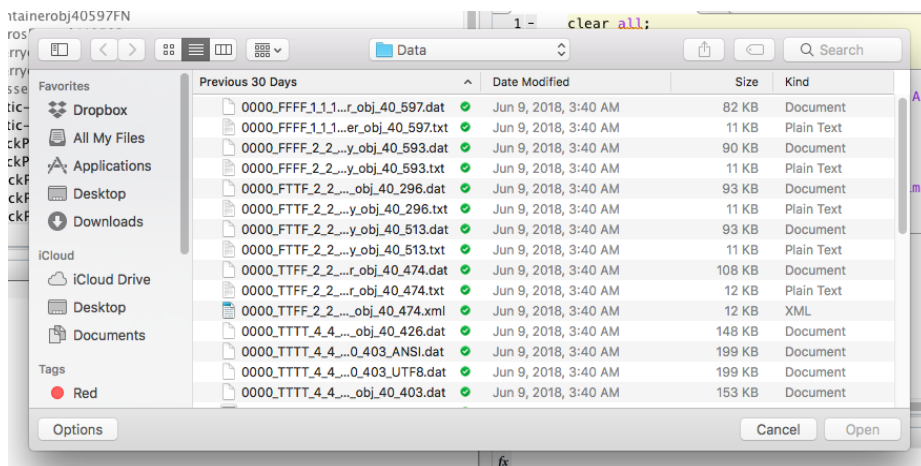 ntainerobj40597FN
1 - clear all;
Data
Search
Favorites
Dropbox
All My Files
Applications
Desktop
Downloads
iCloud
iCloud Drive
Desktop
Documents
Tags
Red
Previous 30 Days Date Modified Size Kind
0000_FFFF_1_1_1...r_obj_40_597.dat Jun 9, 2018, 3:40 AM 82 KB Document
0000_FFFF_1_1_1...er_obj_40_597.txt Jun 9, 2018, 3:40 AM 11 KB Plain Text
0000_FFFF_2_2_...y_obj_40_593.dat Jun 9, 2018, 3:40 AM 90 KB Document
0000_FFFF_2_2_...y_obj_40_593.txt Jun 9, 2018, 3:40 AM 11 KB Plain Text
0000_FTTF_2_2_..._obj_40_296.dat Jun 9, 2018, 3:40 AM 93 KB Document
0000_FTTF_2_2_...y_obj_40_296.txt Jun 9, 2018, 3:40 AM 11 KB Plain Text
0000_FTTF_2_2_...y_obj_40_513.dat Jun 9, 2018, 3:40 AM 93 KB Document
0000_FTTF_2_2_...y_obj_40_513.txt Jun 9, 2018, 3:40 AM 11 KB Plain Text
0000_TTFF_2_2_...r_obj_40_474.dat Jun 9, 2018, 3:40 AM 108 KB Document
0000_TTFF_2_2_...r_obj_40_474.txt Jun 9, 2018, 3:40 AM 12 KB Plain Text
0000_TTFF_2_2_..._obj_40_474.xml Jun 9, 2018, 3:40 AM 12 KB XML
0000_TTTT_4_4_..._obj_40_426.dat Jun 9, 2018, 3:40 AM 148 KB Document
0000_TTTT_4_4_...0_403_ANSI.dat Jun 9, 2018, 3:40 AM 199 KB Document
0000_TTTT_4_4_...0_403_UTF8.dat Jun 9, 2018, 3:40 AM 199 KB Document
0000_TTTT_4_4_..._obj_40_403.dat Jun 9, 2018, 3:40 AM 153 KB Document
Options Cancel Open
fx